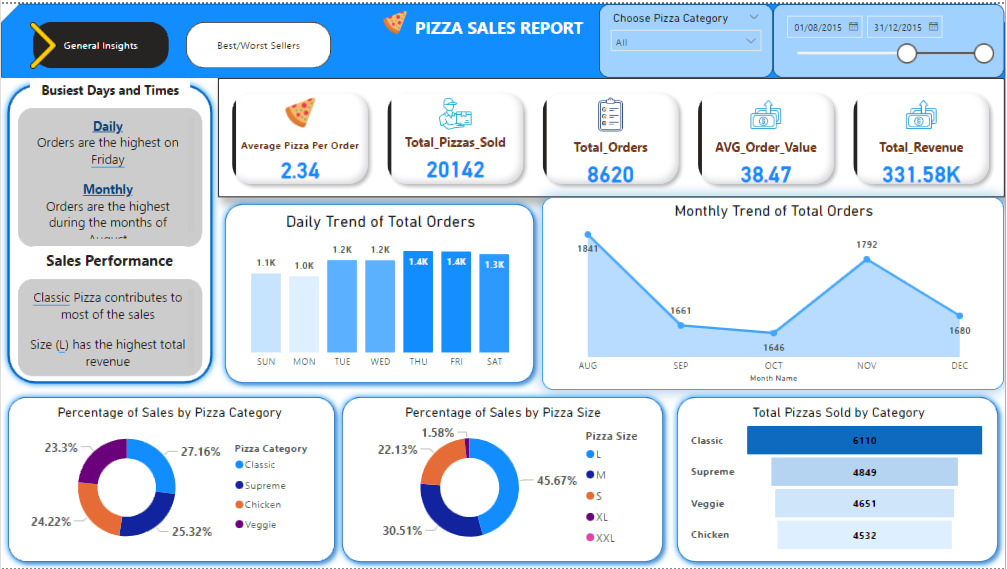 General Insights
Best/Worst Sellers
PIZZA SALES REPORT
Choose Pizza Category
All
01/08/2015
31/12/2015
Busiest Days and Times
Daily
Orders are the highest on
Friday
Monthly
Orders are the highest
during the months of
August
Sales Performance
Classic Pizza contributes to
most of the sales
Size (L) has the highest total
revenue
Average Pizza Per Order
2.34
Total_Pizzas_Sold
20142
Total_Orders
8620
AVG_Order_Value
38.47
Total_Revenue
331.58K
Daily Trend of Total Orders
1.1K
1.0K
1.2K
1.2K
1.4K
1.4K
1.3K
SUN
MON
TUE
WED
THU
FRI
SAT
Monthly Trend of Total Orders
1841
1661
1646
1792
1680
AUG
SEP
OCT
NOV
DEC
Month Name
Percentage of Sales by Pizza Category
23.3%
27.16%
24.22%
25.32%
Pizza Category
Classic
Supreme
Chicken
Veggie
Percentage of Sales by Pizza Size
1.58%
22.13%
45.67%
30.51%
Pizza Size
L
M
S
XL
XXL
Total Pizzas Sold by Category
Classic 6110
Supreme 4849
Veggie 4651
Chicken 4532